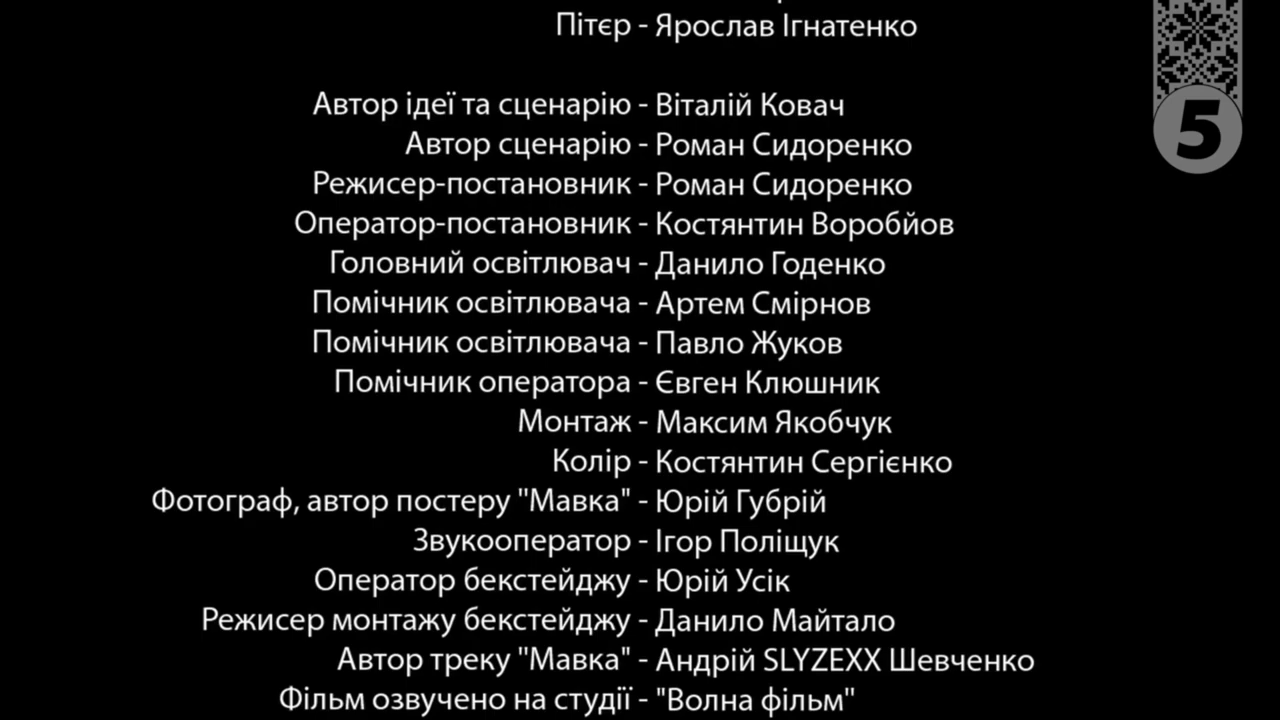 Пітєр - Ярослав Ігнатенко
Автор ідеї та сценарію - Віталій Ковач
Автор сценарію - Роман Сидоренко
Режисер-постановник - Роман Сидоренко
Оператор-постановник - Костянтин Воробйов
Головний освітлювач - Данило Годенко
Помічник освітлювача - Артем Смірнов
Помічник освітлювача - Павло Жуков
Помічник оператора - Євген Клюшник
Монтаж - Максим Якобчук
Колір - Костянтин Сергієнко
Фотограф, автор постеру "Мавка" - Юрій Губрій
Звукооператор - Ігор Поліщук
Оператор бекстейджу - Юрій Усік
Режисер монтажу бекстейджу - Данило Майтало
Автор треку "Мавка" - Андрій SLYZEXX Шевченко
Фільм озвучено на студії - "Волна фільм"
5